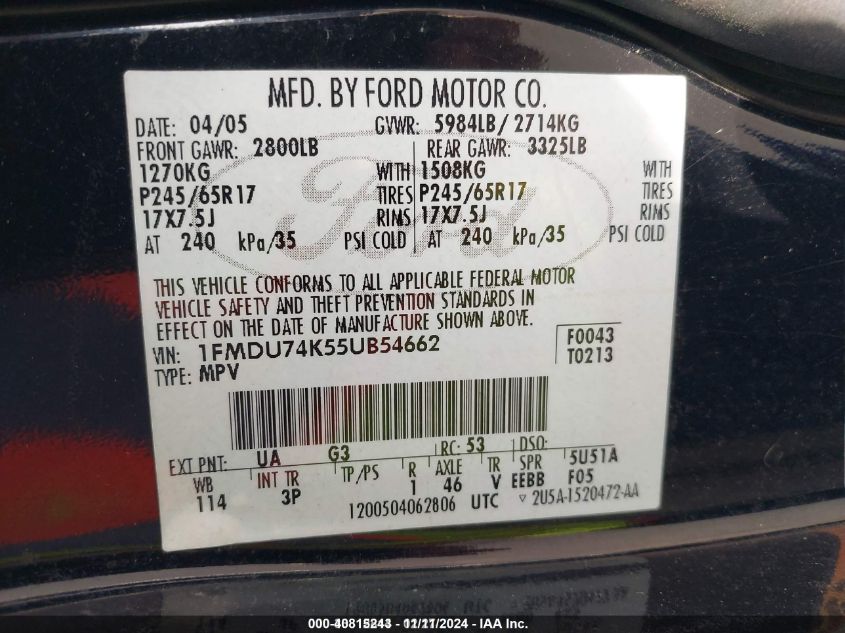 MFD. BY FORD MOTOR CO.
DATE: 04/05 GVWR: 5984LB/ 2714KG
FRONT GAWR: 2800LB REAR GAWR: 3325LB
1270KG WITH 1508KG WITH
P245/65R17 TIRES P245/65R17 TIRES
17X7.5J RIMS 17X7.5J RIMS
AT 240 kPa/35 PSI COLD AT 240 kPa/35 PSI COLD
Ford
THIS VEHICLE CONFORMS TO ALL APPLICABLE FEDERAL MOTOR
VEHICLE SAFETY AND THEFT PREVENTION STANDARDS IN
EFFECT ON THE DATE OF MANUFACTURE SHOWN ABOVE.
VIN: 1FMDU74K55UB54662 F0043
TYPE: MPV T0213
EXT PNT: UA G3 RC: 53 DSO:
WB INT TR TP/PS R AXLE TR SPR 5U51A
114 3P 1 46 V EEBB F05
1200504062806 UTC ▽ 2U5A-1520472-AA
000-40815243 - 11/21/2024 - IAA Inc.